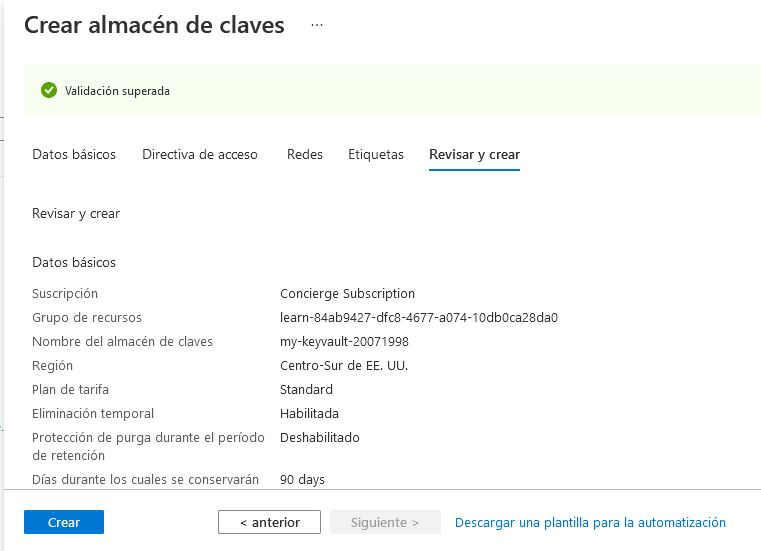 Crear almacén de claves ...
Validación superada
Datos básicos Directiva de acceso Redes Etiquetas Revisar y crear
Revisar y crear
Datos básicos
Suscripción Concierge Subscription
Grupo de recursos learn-84ab9427-dfc8-4677-a074-10db0ca28da0
Nombre del almacén de claves my-keyvault-20071998
Región Centro-Sur de EE. UU.
Plan de tarifa Standard
Eliminación temporal Habilitada
Protección de purga durante el período Deshabilitado
de retención
Días durante los cuales se conservarán 90 days
Crear < anterior Siguiente > Descargar una plantilla para la automatización